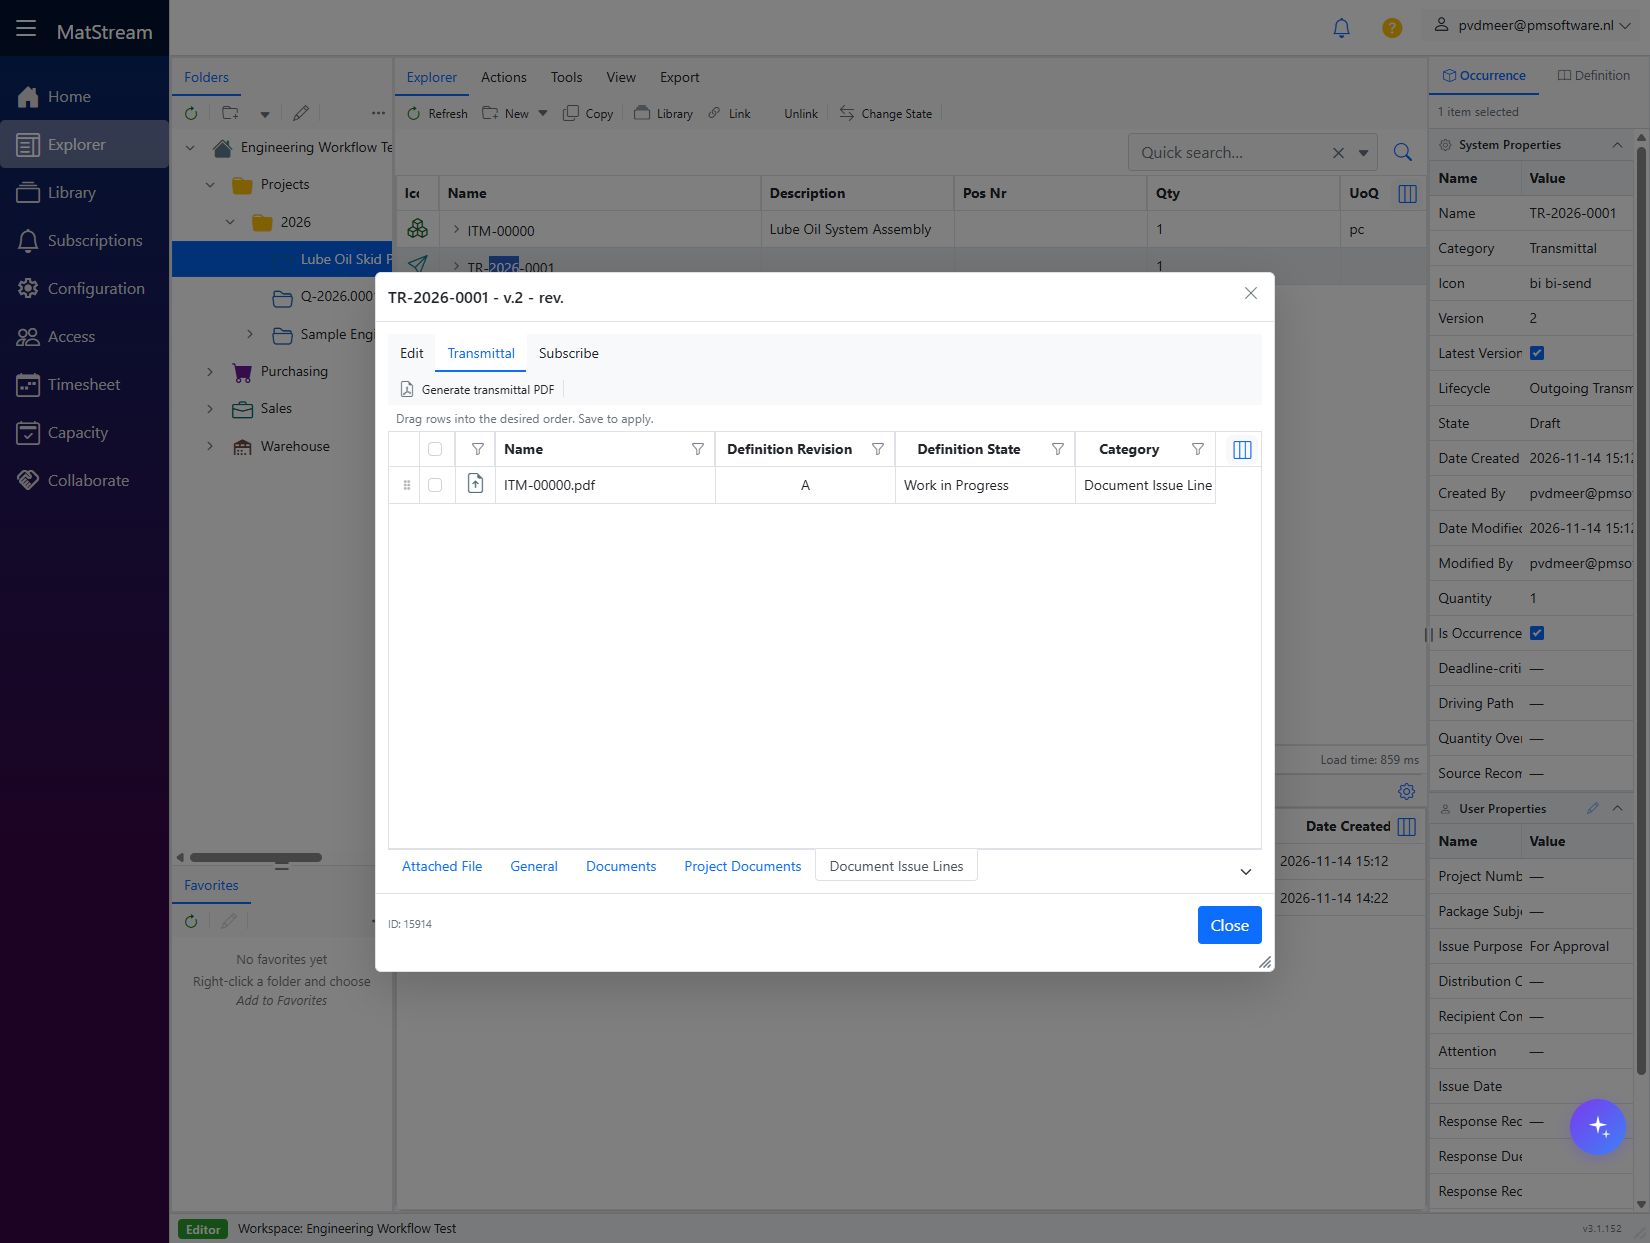 MatStream
pvdmeer@pmsoftware.nl
Home
Explorer
Library
Subscriptions
Configuration
Access
Timesheet
Capacity
Collaborate
Folders
Engineering Workflow Te
Projects
2026
Lube Oil Skid P
Q-2026.000
Sample Engi
Purchasing
Sales
Warehouse
Favorites
No favorites yet
Right-click a folder and choose
Add to Favorites
Explorer Actions Tools View Export
Refresh New Copy Library Link Unlink Change State
Quick search...
Ico Name Description Pos Nr Qty UoQ
ITM-00000 Lube Oil System Assembly 1 pc
TR-2026-0001 1
TR-2026-0001 - v.2 - rev.
Edit Transmittal Subscribe
Generate transmittal PDF
Drag rows into the desired order. Save to apply.
Name Definition Revision Definition State Category
ITM-00000.pdf A Work in Progress Document Issue Line
Attached File General Documents Project Documents Document Issue Lines
ID: 15914
Close
Load time: 859 ms
Date Created
2026-11-14 15:12
2026-11-14 14:22
Occurrence Definition
1 item selected
System Properties
Name Value
Name TR-2026-0001
Category Transmittal
Icon bi bi-send
Version 2
Latest Version
Lifecycle Outgoing Transm
State Draft
Date Created 2026-11-14 15:12
Created By pvdmeer@pmso
Date Modified 2026-11-14 15:12
Modified By pvdmeer@pmso
Quantity 1
Is Occurrence
Deadline-criti —
Driving Path —
Quantity Over —
Source Recom —
User Properties
Name Value
Project Numb —
Package Subj —
Issue Purpose For Approval
Distribution C —
Recipient Com —
Attention —
Issue Date
Response Rec —
Response Due
Response Rec
Editor Workspace: Engineering Workflow Test
v3.1.152